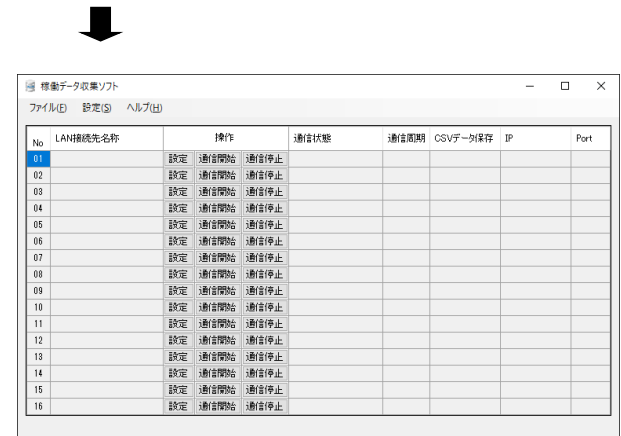 稼働データ収集ソフト
ファイル(F) 設定(S) ヘルプ(H)
No LAN接続先名称 操作 通信状態 通信周期 CSVデータ保存 IP Port
01 設定 通信開始 通信停止
02 設定 通信開始 通信停止
03 設定 通信開始 通信停止
04 設定 通信開始 通信停止
05 設定 通信開始 通信停止
06 設定 通信開始 通信停止
07 設定 通信開始 通信停止
08 設定 通信開始 通信停止
09 設定 通信開始 通信停止
10 設定 通信開始 通信停止
11 設定 通信開始 通信停止
12 設定 通信開始 通信停止
13 設定 通信開始 通信停止
14 設定 通信開始 通信停止
15 設定 通信開始 通信停止
16 設定 通信開始 通信停止